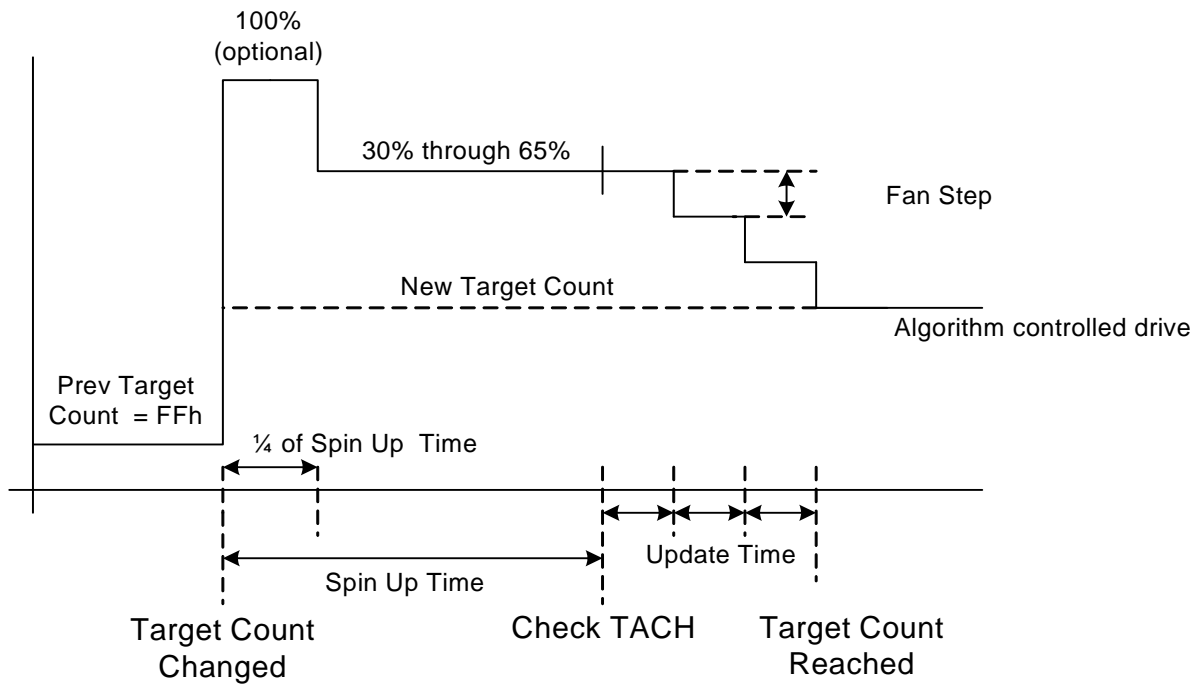 100%
(optional)
30% through 65%
Fan Step
New Target Count
Algorithm controlled drive
Prev Target
Count = FFh
¼ of Spin Up Time
Update Time
Spin Up Time
Target Count
Changed
Check TACH
Target Count
Reached